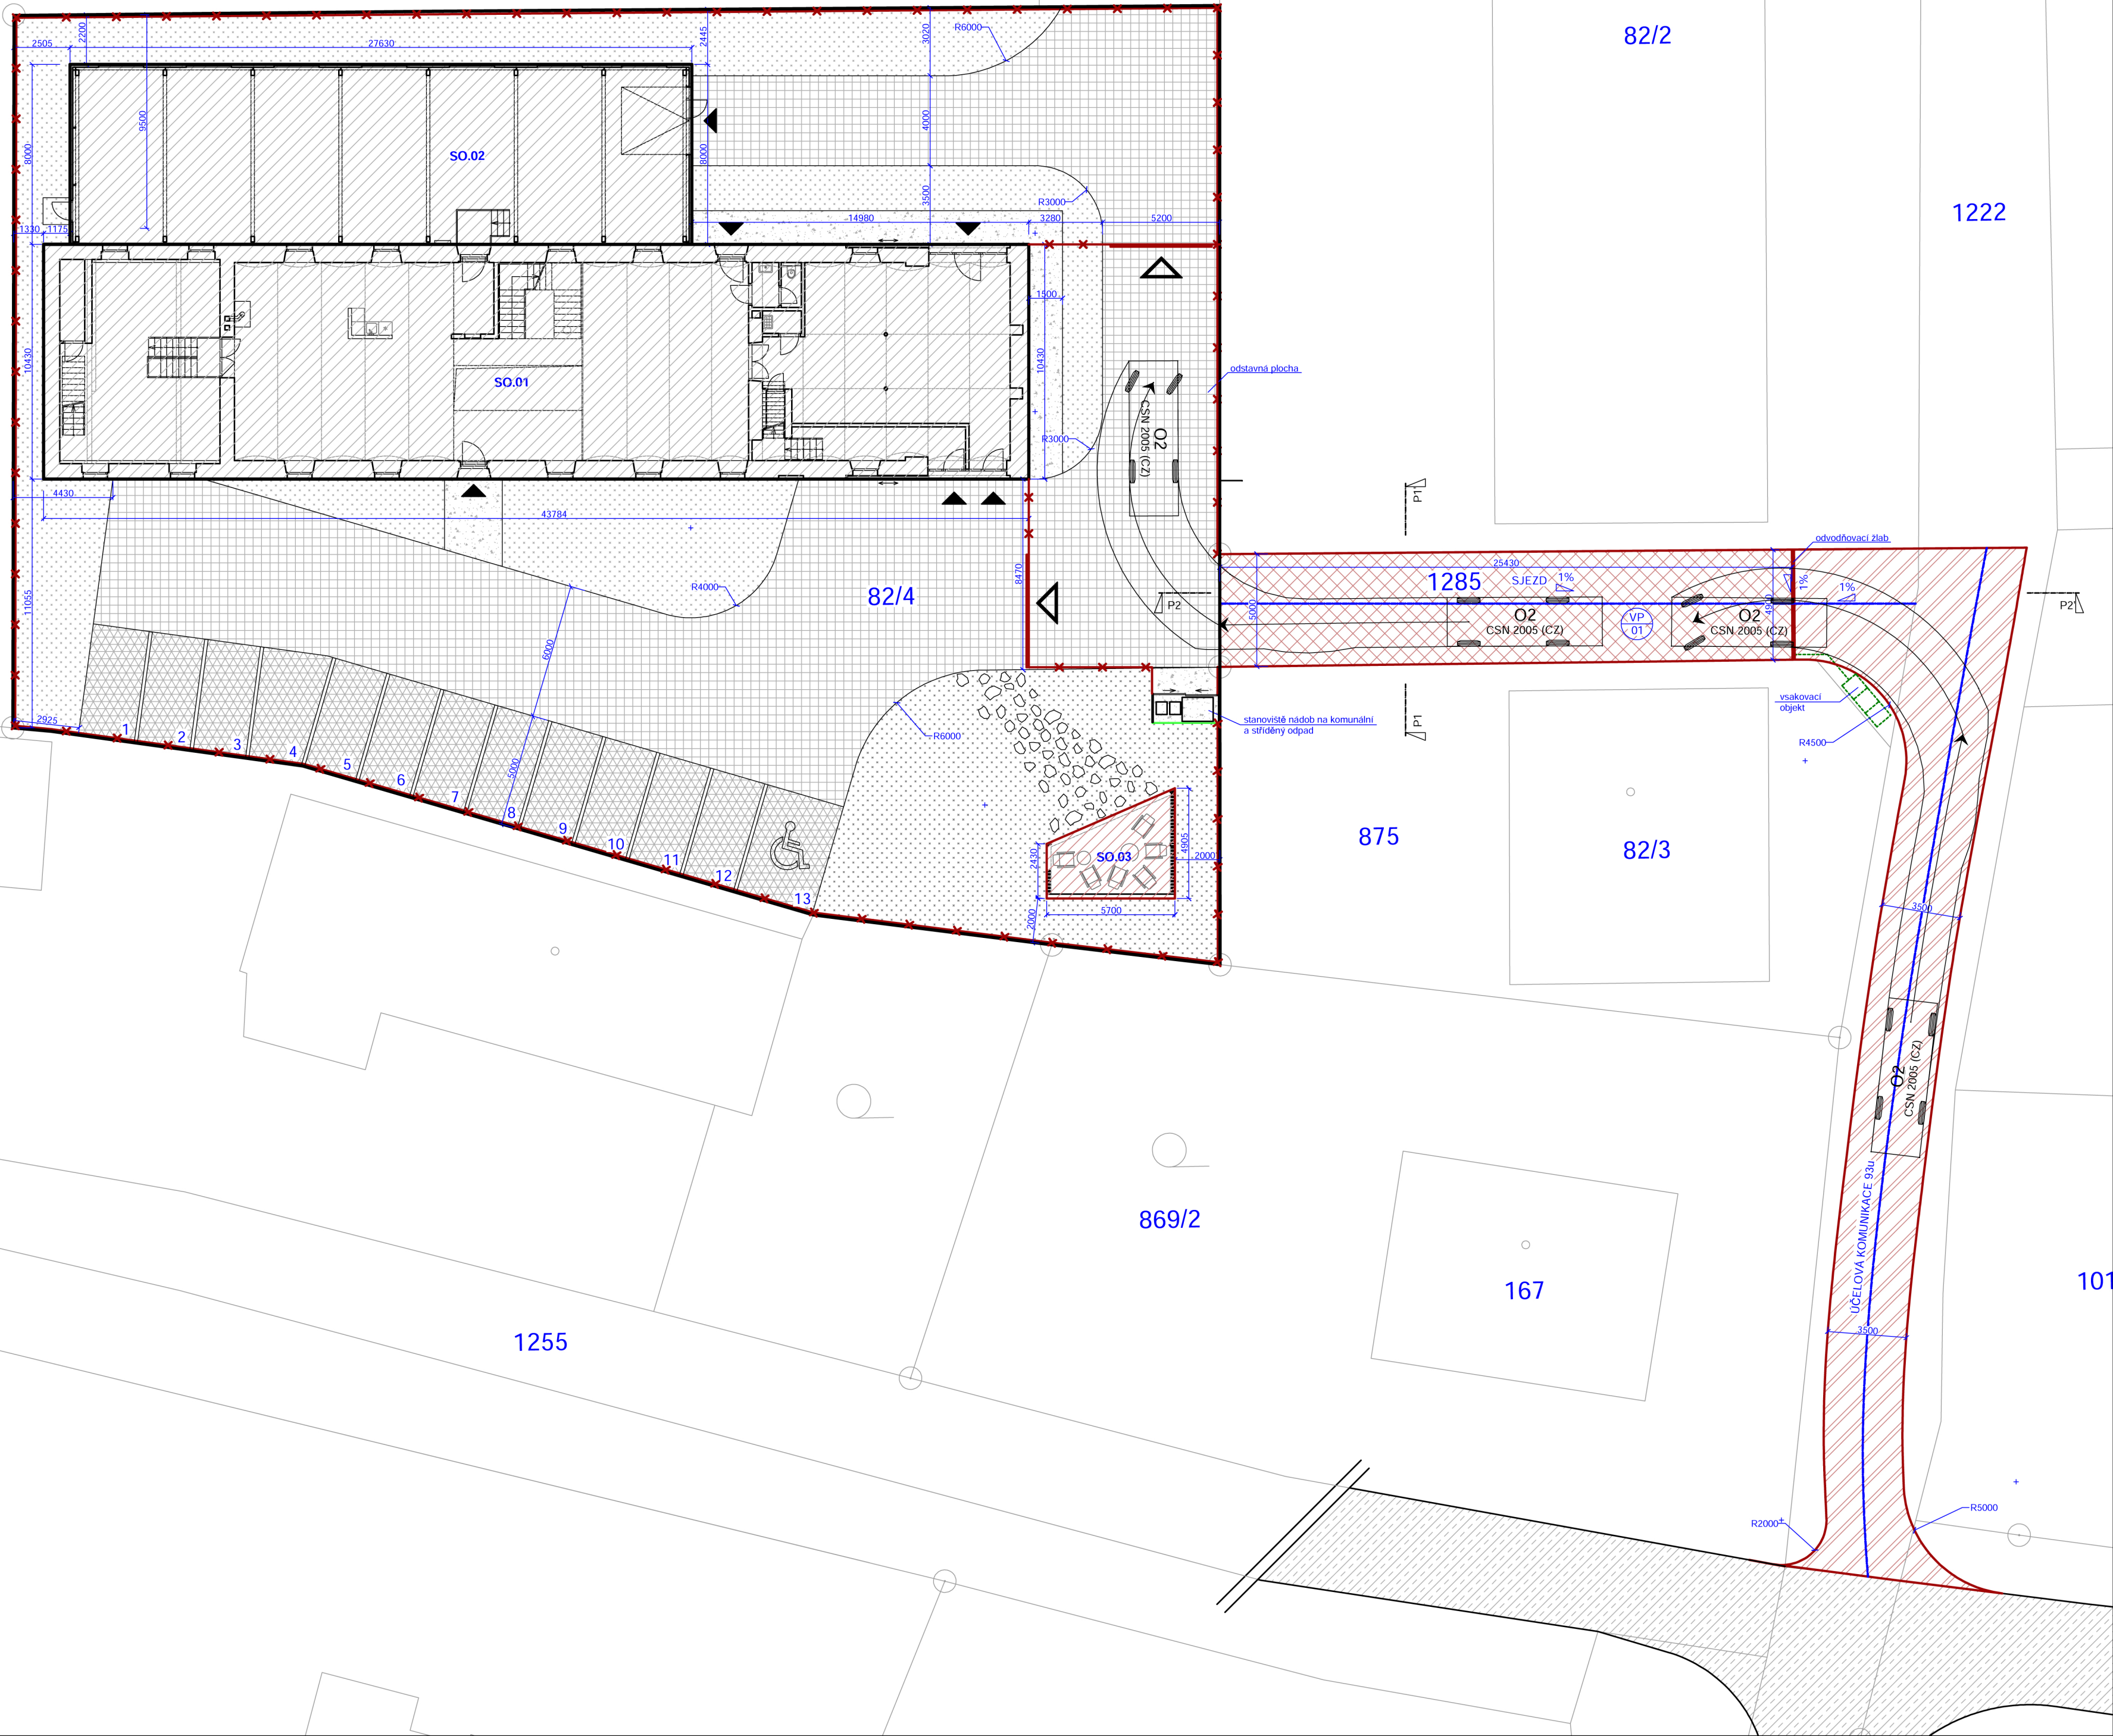 82/2
R6000
2200
2505
27630
2445
3020
9500
4000
8000
SO.02
8000
3500
R3000
1222
1330
1175
14980
3280
5200
1500
10430
10430
odstavná plocha
SO.01
CSN 2005 (CZ)
O2
R3000
4430
43784
P1'
odvodňovací žlab
25430
1285
SJEZD
1%
1%
1%
R4000
82/4
8470
11055
P2
5000
O2
CSN 2005 (CZ)
VP
01
O2
CSN 2005 (CZ)
P2'
6000
vsakovací
objekt
stanoviště nádob na komunální
a stříděný odpad
P1
R6000
R4500
2925
1
2
3
4
5
6
7
8
9
10
11
12
13
5000
2430
SO.03
4905
2000
5700
2000
875
82/3
3500
O2
CSN 2005 (CZ)
869/2
ÚČELOVÁ KOMUNIKACE 93u
167
101
1255
3500
R2000
R5000